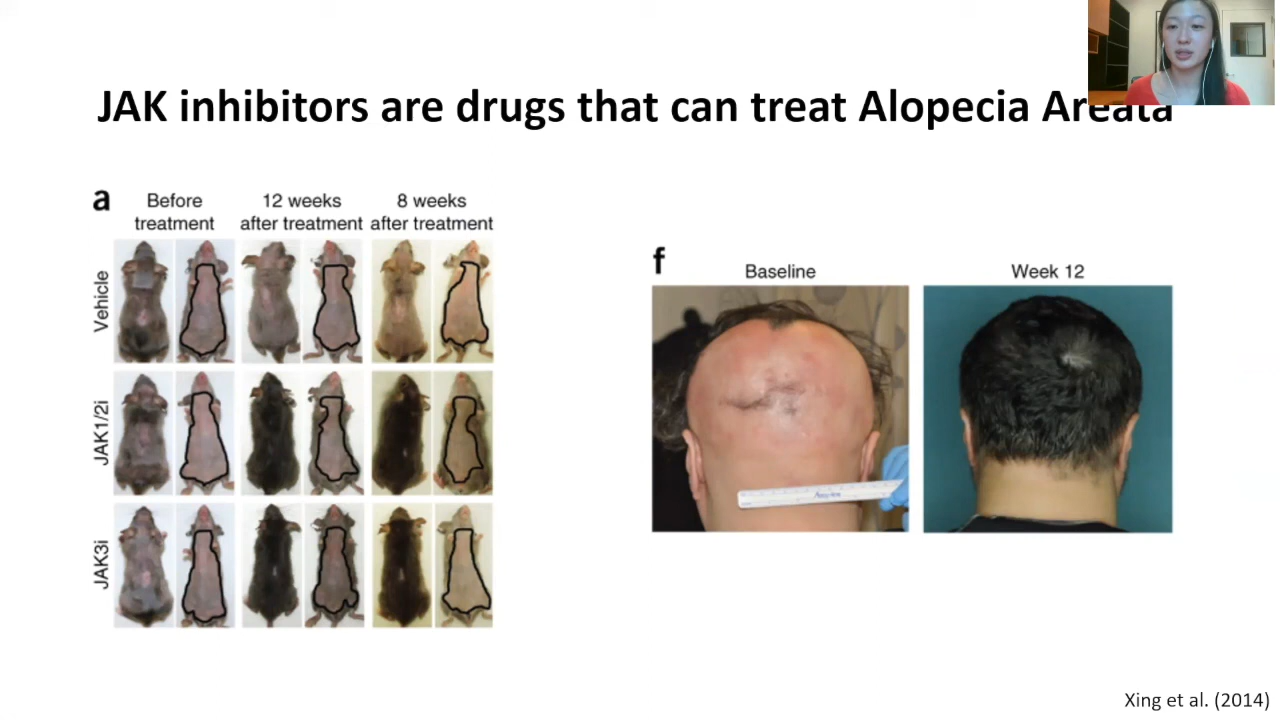 JAK inhibitors are drugs that can treat Alopecia Areata
a
Before treatment
12 weeks after treatment
8 weeks after treatment
Vehicle
JAK1/2i
JAK3i
f
Baseline
Week 12
Xing et al. (2014)